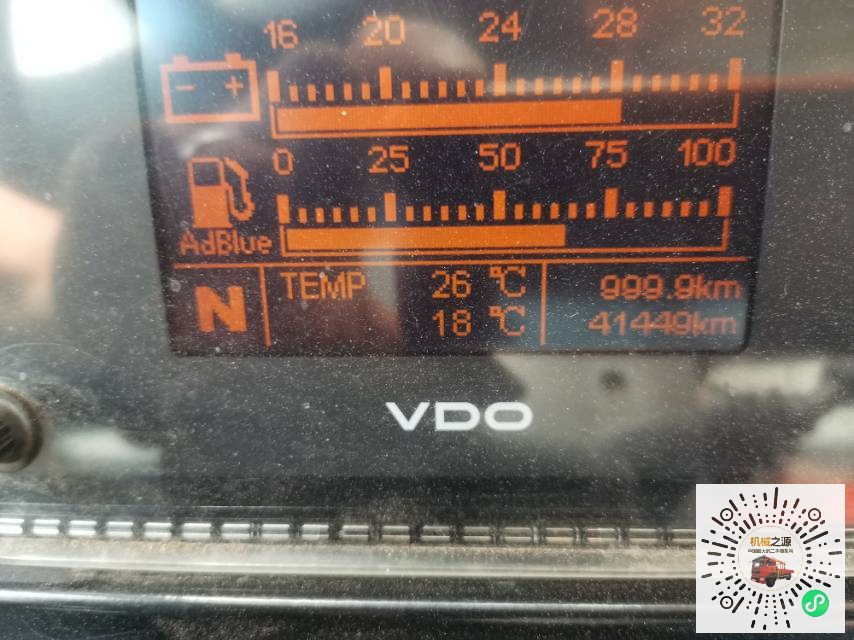 16 20 24 28 32
- +
0 25 50 75 100
AdBlue
N
TEMP 26 ℃ 999.9km
18 ℃ 41449km
VDO
机械之源